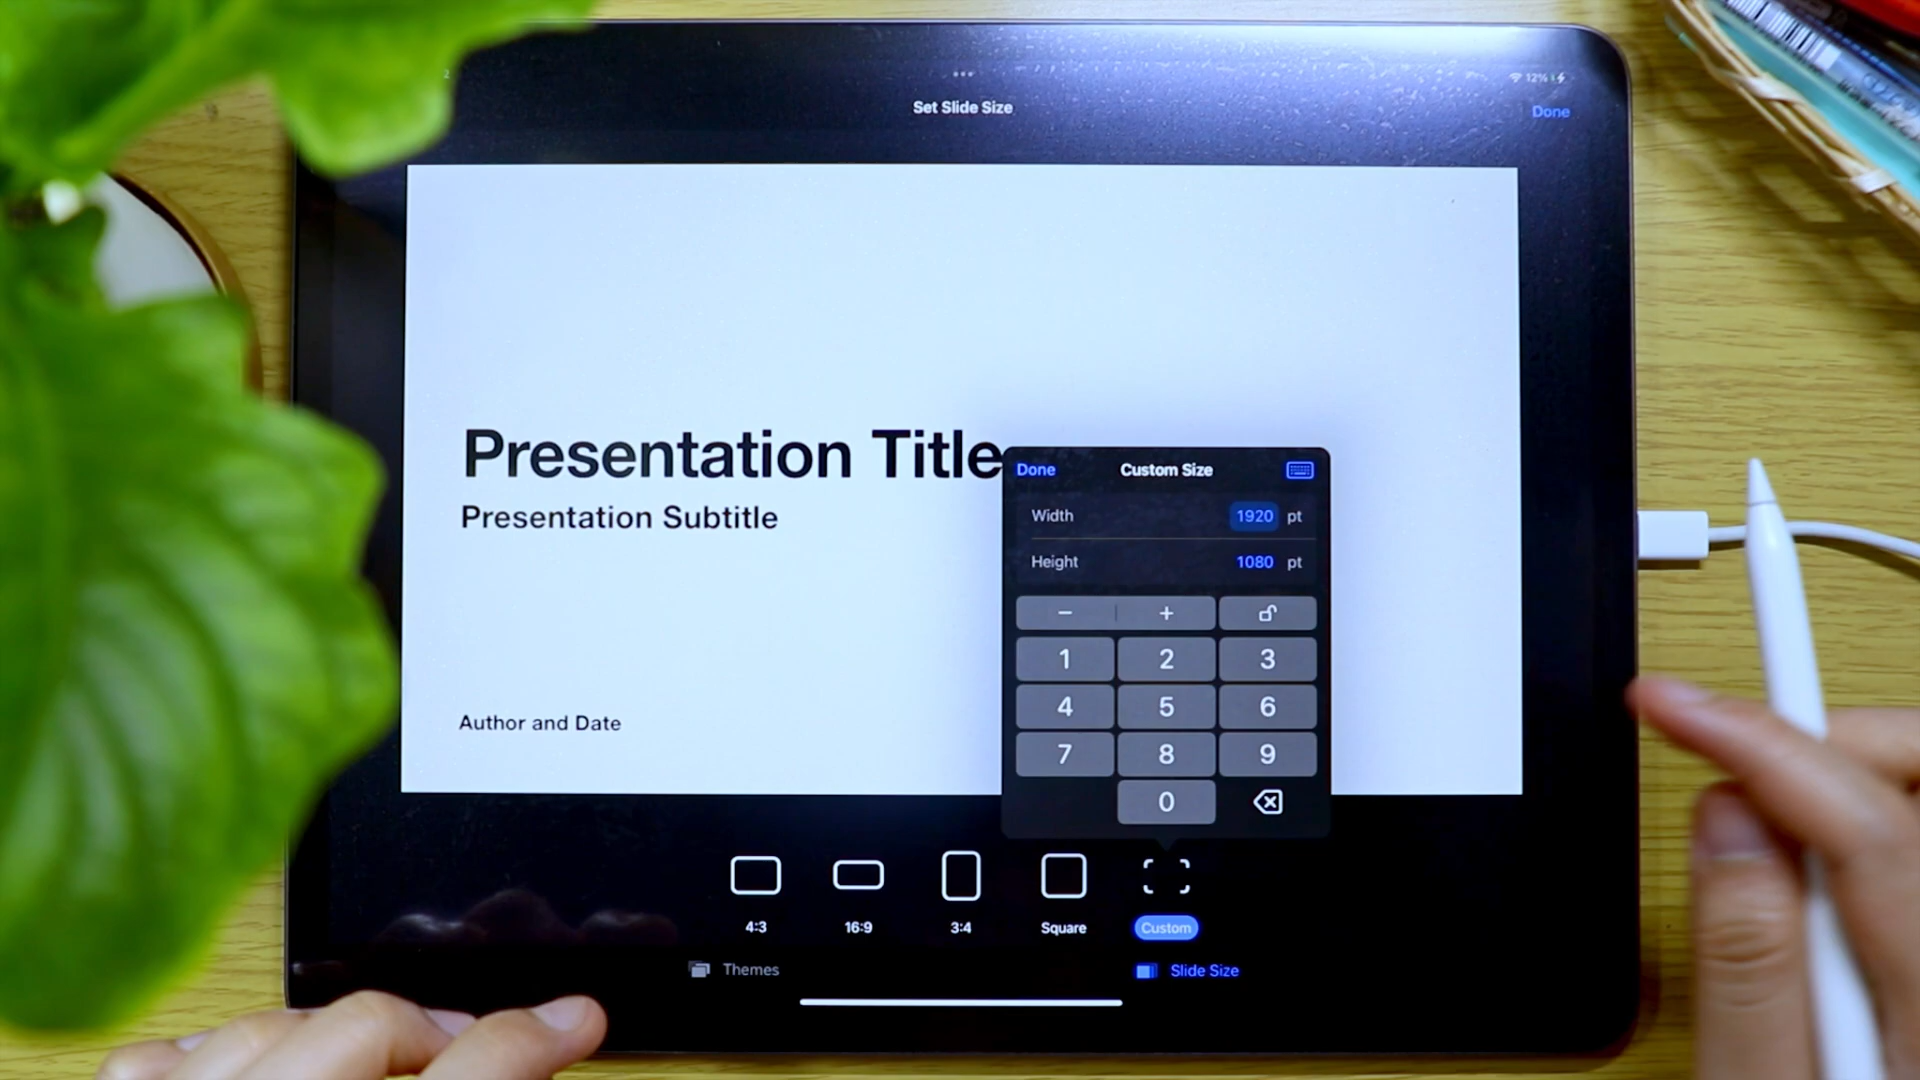 2
12%
Set Slide Size
Done
Presentation Title
Presentation Subtitle
Author and Date
Done
Custom Size
Width 1920 pt
Height 1080 pt
− +
1 2 3
4 5 6
7 8 9
0
4:3 16:9 3:4 Square Custom
Themes Slide Size